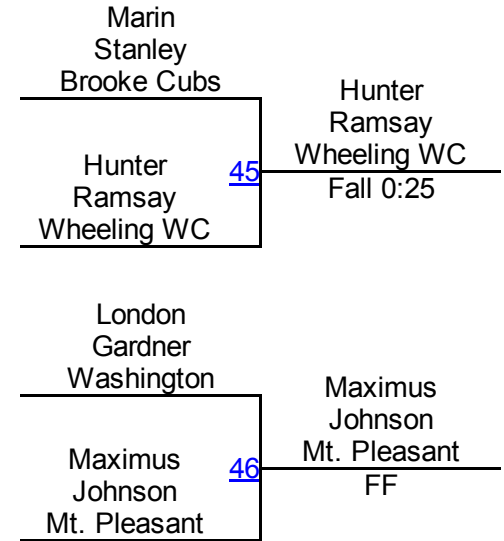 Marin
Stanley
Brooke Cubs
Hunter
Ramsay
Wheeling WC
45
Hunter
Ramsay
Wheeling WC
Fall 0:25
London
Gardner
Washington
Maximus
Johnson
Mt. Pleasant
46
Maximus
Johnson
Mt. Pleasant
FF